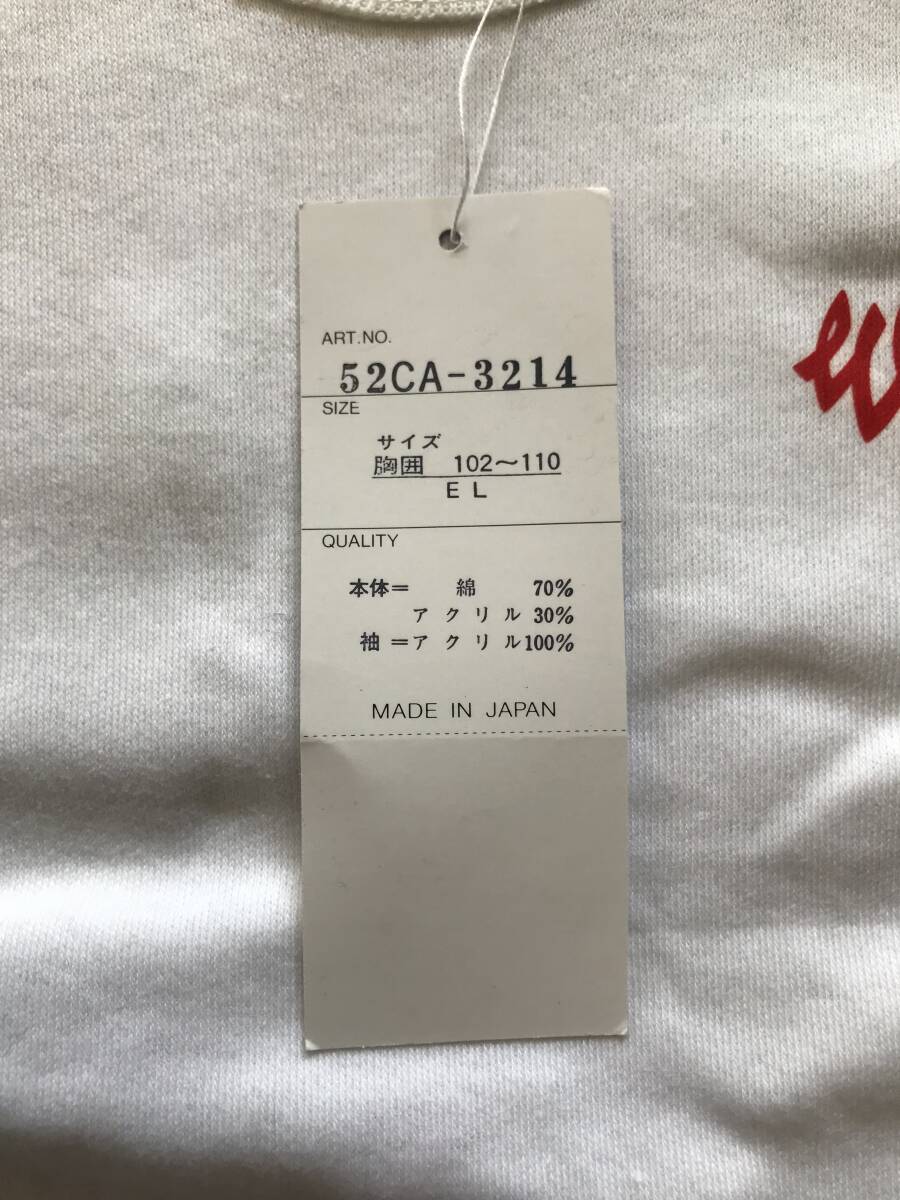 ART.NO.
52CA-3214
SIZE
サイズ
胸囲 102〜110
EL
QUALITY
本体= 綿 70%
アクリル 30%
袖=アクリル100%
MADE IN JAPAN